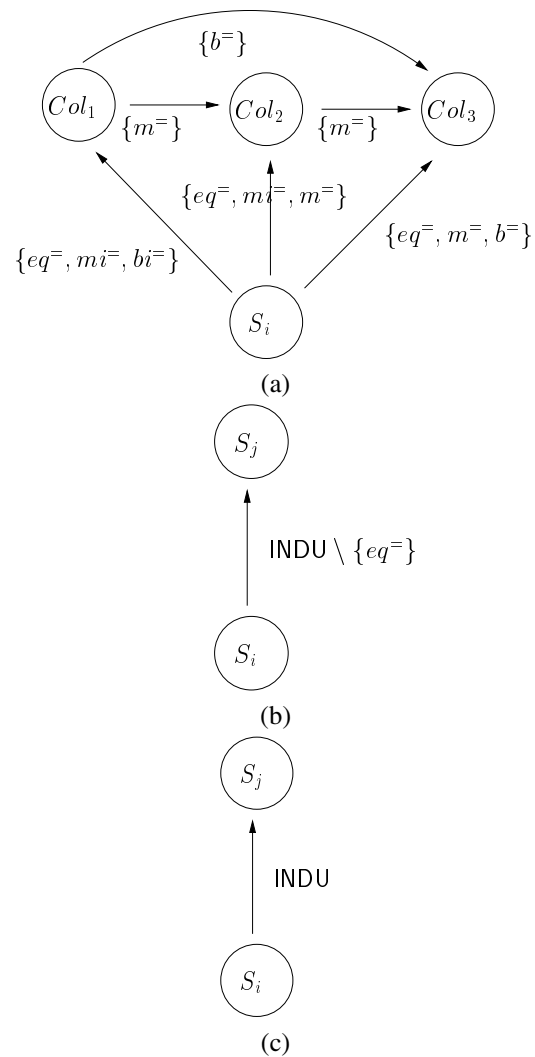 {b⁼}
Col₁ Col₂ Col₃
{m⁼} {m⁼}
{eq⁼, mi⁼, m⁼}
{eq⁼, m⁼, b⁼}
{eq⁼, mi⁼, bi⁼}
Sᵢ
(a)
Sⱼ
INDU \ {eq⁼}
Sᵢ
(b)
Sⱼ
INDU
Sᵢ
(c)